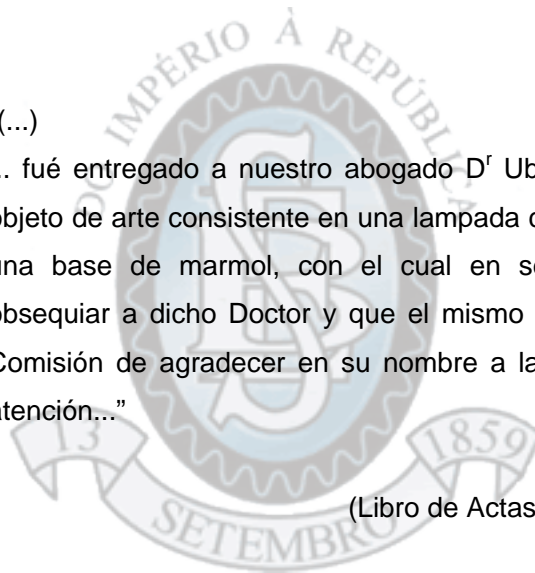 DO IMPÉRIO À REPÚBLICA
(...)
.. fué entregado a nuestro abogado Dr Ub
objeto de arte consistente en una lampada
una base de marmol, con el cual en
obsequiar a dicho Doctor y que el mismo
Comisión de agradecer en su nombre a la
atención...”
13 1859
SETEMBRO
(Libro de Actas